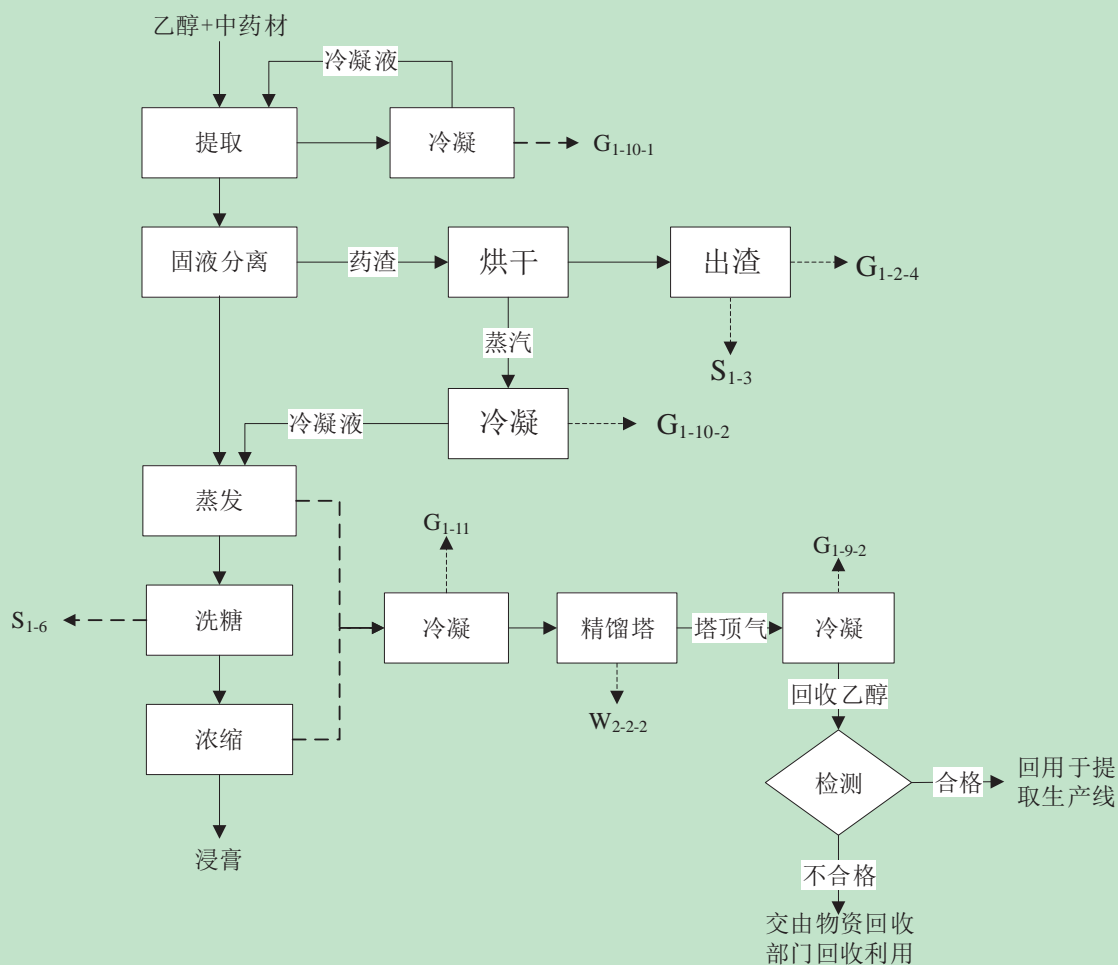 乙醇+中药材
冷凝液
提取
冷凝
G1-10-1
固液分离
药渣
烘干
出渣
G1-2-4
蒸汽
S1-3
冷凝液
冷凝
G1-10-2
蒸发
G1-11
G1-9-2
S1-6
洗糖
冷凝
精馏塔
塔顶气
冷凝
回收乙醇
W2-2-2
浓缩
检测
合格
回用于提
取生产线
浸膏
不合格
交由物资回收
部门回收利用